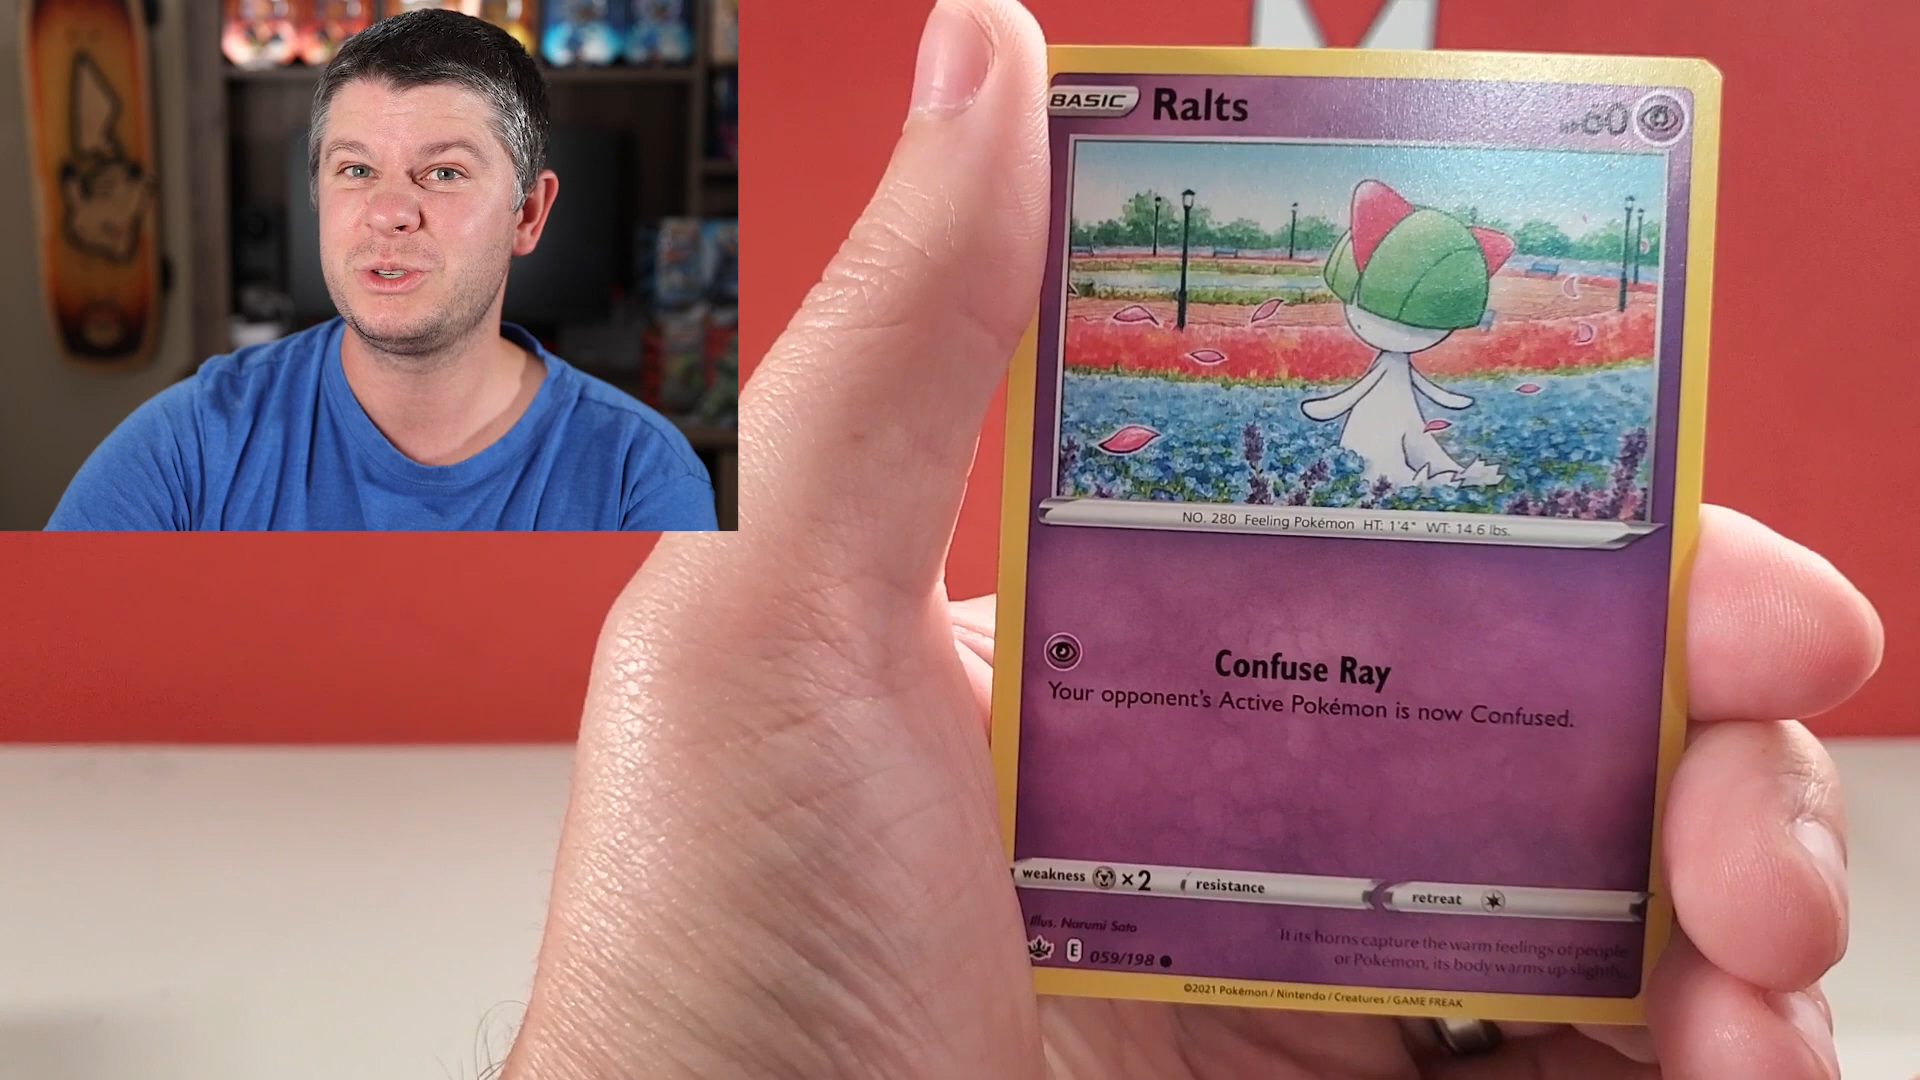 BASIC Ralts HP60
NO. 280 Feeling Pokémon HT: 1'4" WT: 14.6 lbs.
Confuse Ray
Your opponent's Active Pokémon is now Confused.
weakness ×2 resistance retreat
Illus. Narumi Sato
E 059/198
It its horns capture the warm feelings of people
or Pokémon, its body warms up slightly.
©2021 Pokémon / Nintendo / Creatures / GAME FREAK